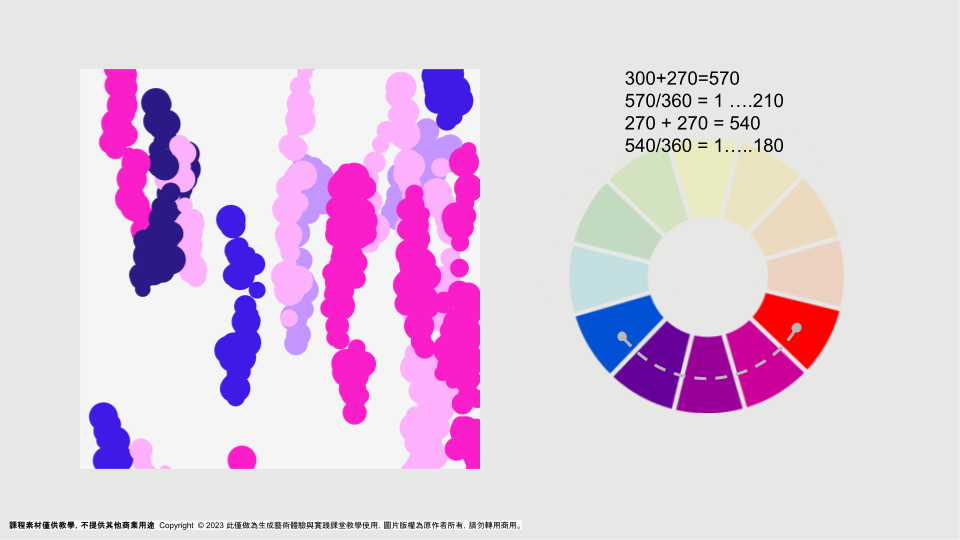 300+270=570
570/360 = 1 ….210
270 + 270 = 540
540/360 = 1…..180
課程素材僅供教學, 不提供其他商業用途 Copyright © 2023 此僅做為生成藝術體驗與實踐課堂教學使用, 圖片版權為原作者所有, 請勿轉用商用。